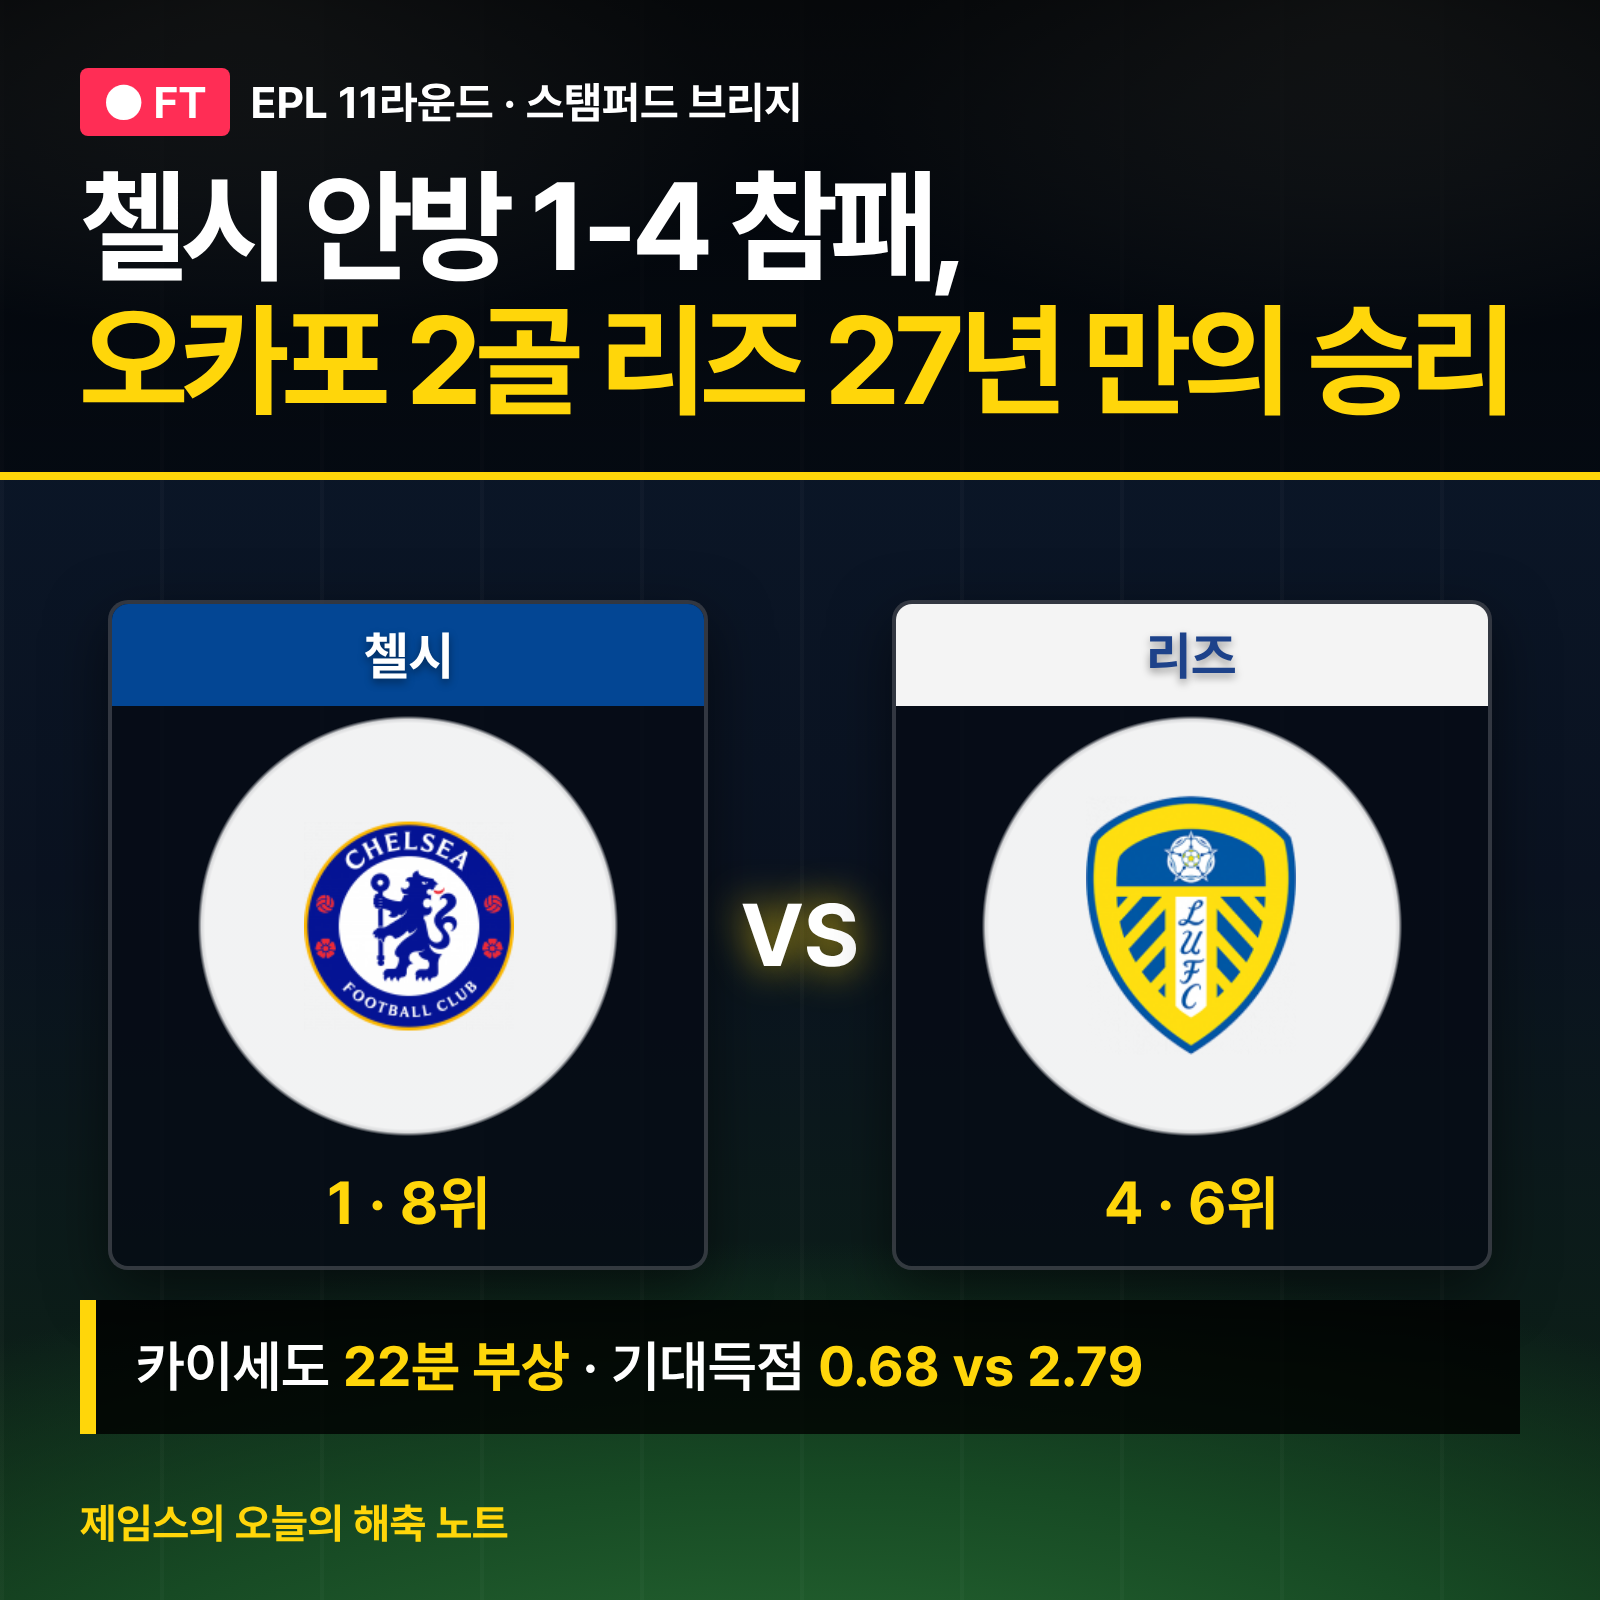 FT EPL 11라운드 · 스탬퍼드 브리지
첼시 안방 1-4 참패,
오카포 2골 리즈 27년 만의 승리
첼시
CHELSEA
FOOTBALL CLUB
1 · 8위
VS
리즈
LUFC
4 · 6위
카이세도 22분 부상 · 기대득점 0.68 vs 2.79
제임스의 오늘의 해축 노트